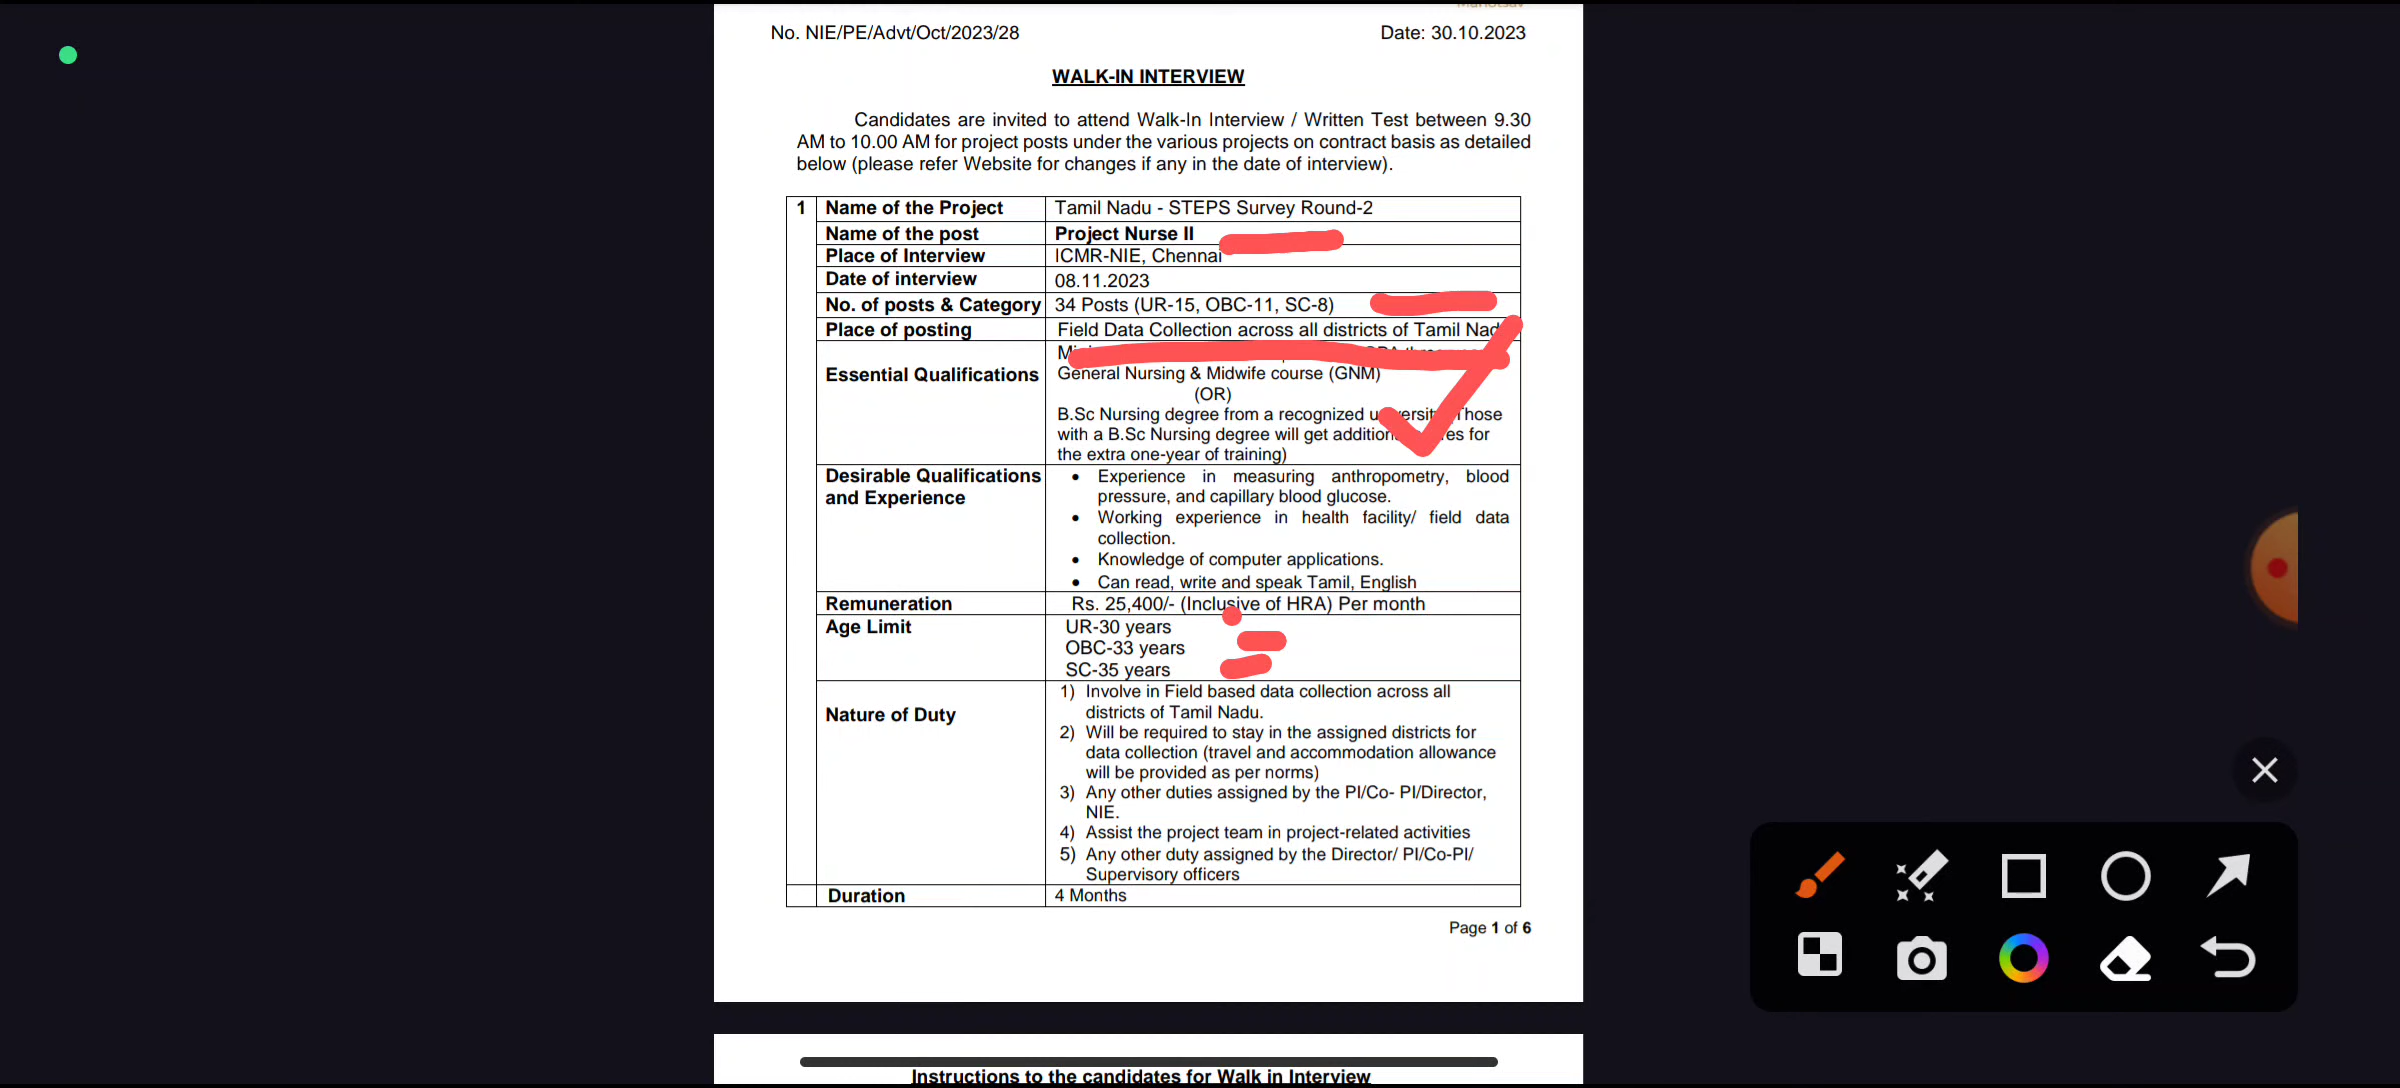 No. NIE/PE/Advt/Oct/2023/28 Date: 30.10.2023
WALK-IN INTERVIEW
Candidates are invited to attend Walk-In Interview / Written Test between 9.30
AM to 10.00 AM for project posts under the various projects on contract basis as detailed
below (please refer Website for changes if any in the date of interview).
1 Name of the Project Tamil Nadu - STEPS Survey Round-2
Name of the post Project Nurse II
Place of Interview ICMR-NIE, Chennai
Date of interview 08.11.2023
No. of posts & Category 34 Posts (UR-15, OBC-11, SC-8)
Place of posting Field Data Collection across all districts of Tamil
Essential Qualifications General Nursing & Midwife course (GNM)
(OR)
B.Sc Nursing degree from a recognized
with a B.Sc Nursing degree will get for
the extra one-year of training)
Desirable Qualifications
and Experience
• Experience in measuring anthropometry, blood
pressure, and capillary blood glucose.
• Working experience in health facility/ field data
collection.
• Knowledge of computer applications.
• Can read, write and speak Tamil, English
Remuneration Rs. 25,400/- (Inclusive of HRA) Per month
Age Limit UR-30 years
OBC-33 years
SC-35 years
Nature of Duty
1) Involve in Field based data collection across all
districts of Tamil Nadu.
2) Will be required to stay in the assigned districts for
data collection (travel and accommodation allowance
will be provided as per norms)
3) Any other duties assigned by the PI/Co- PI/Director,
NIE.
4) Assist the project team in project-related activities
5) Any other duty assigned by the Director/ PI/Co-PI/
Supervisory officers
Duration 4 Months
Page 1 of 6
Instructions to the candidates for Walk in Interview